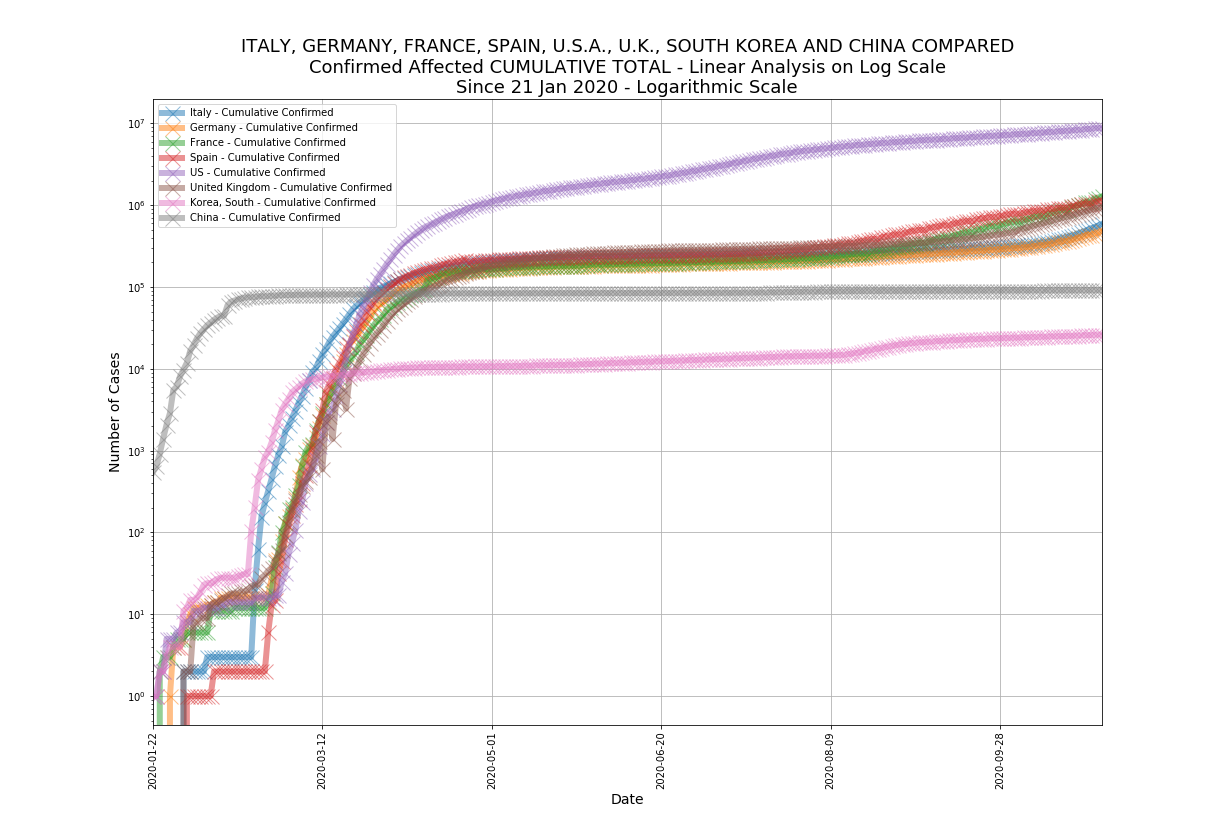 ITALY, GERMANY, FRANCE, SPAIN, U.S.A., U.K., SOUTH KOREA AND CHINA COMPARED
Confirmed Affected CUMULATIVE TOTAL - Linear Analysis on Log Scale
Since 21 Jan 2020 - Logarithmic Scale
Italy - Cumulative Confirmed
Germany - Cumulative Confirmed
France - Cumulative Confirmed
Spain - Cumulative Confirmed
US - Cumulative Confirmed
United Kingdom - Cumulative Confirmed
Korea, South - Cumulative Confirmed
China - Cumulative Confirmed
Number of Cases
10⁷
10⁶
10⁵
10⁴
10³
10²
10¹
10⁰
2020-01-22
2020-03-12
2020-05-01
2020-06-20
2020-08-09
2020-09-28
Date